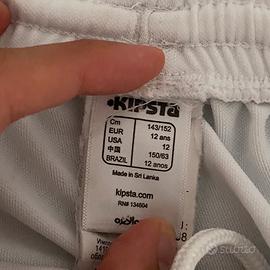 KIPSTA
Cm 143/152
EUR 12 ans
USA 12
中国 150/63
BRAZIL 12 anos
Made in Sri Lanka
kipsta.com
RN# 134604
subito